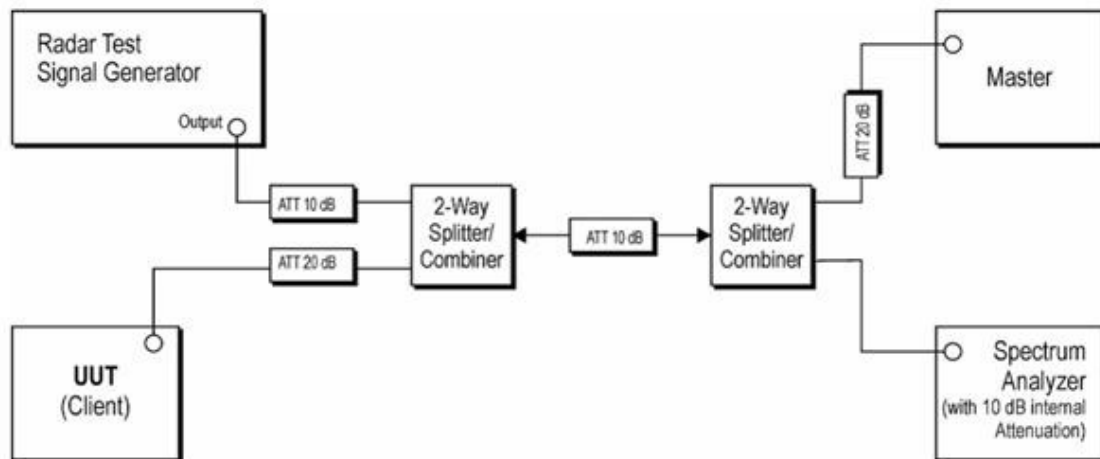 Radar Test
Signal Generator
Output
Master
ATT 20 dB
ATT 10 dB
2-Way
Splitter/
Combiner
ATT 10 dB
2-Way
Splitter/
Combiner
ATT 20 dB
UUT
(Client)
Spectrum
Analyzer
(with 10 dB internal
Attenuation)